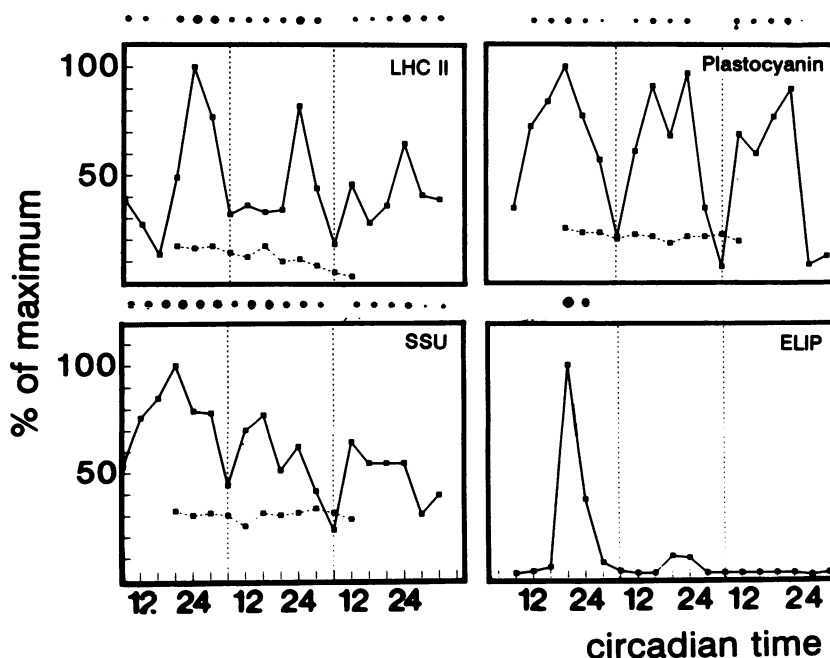 LHC II
Plastocyanin
100
50
% of maximum
SSU
ELIP
100
50
12 24 12 24 12 24
12 24 12 24 12 24
circadian time